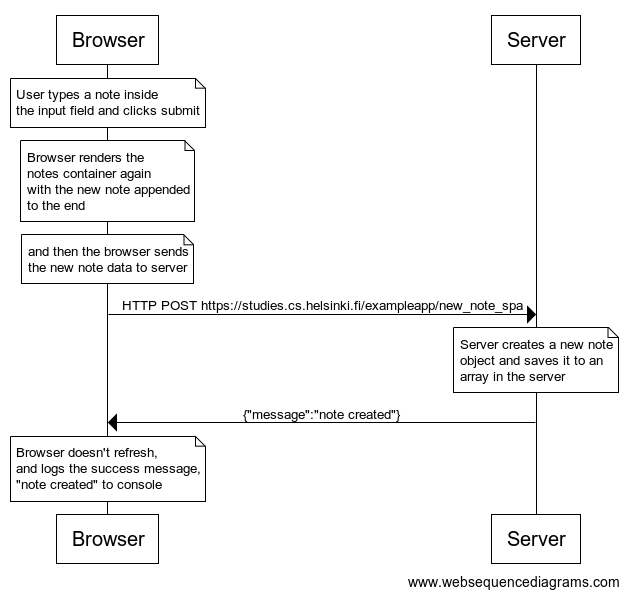 Browser
Server
User types a note inside
the input field and clicks submit
Browser renders the
notes container again
with the new note appended
to the end
and then the browser sends
the new note data to server
HTTP POST https://studies.cs.helsinki.fi/exampleapp/new_note_spa
Server creates a new note
object and saves it to an
array in the server
{"message":"note created"}
Browser doesn't refresh,
and logs the success message,
"note created" to console
Browser
Server
www.websequencediagrams.com